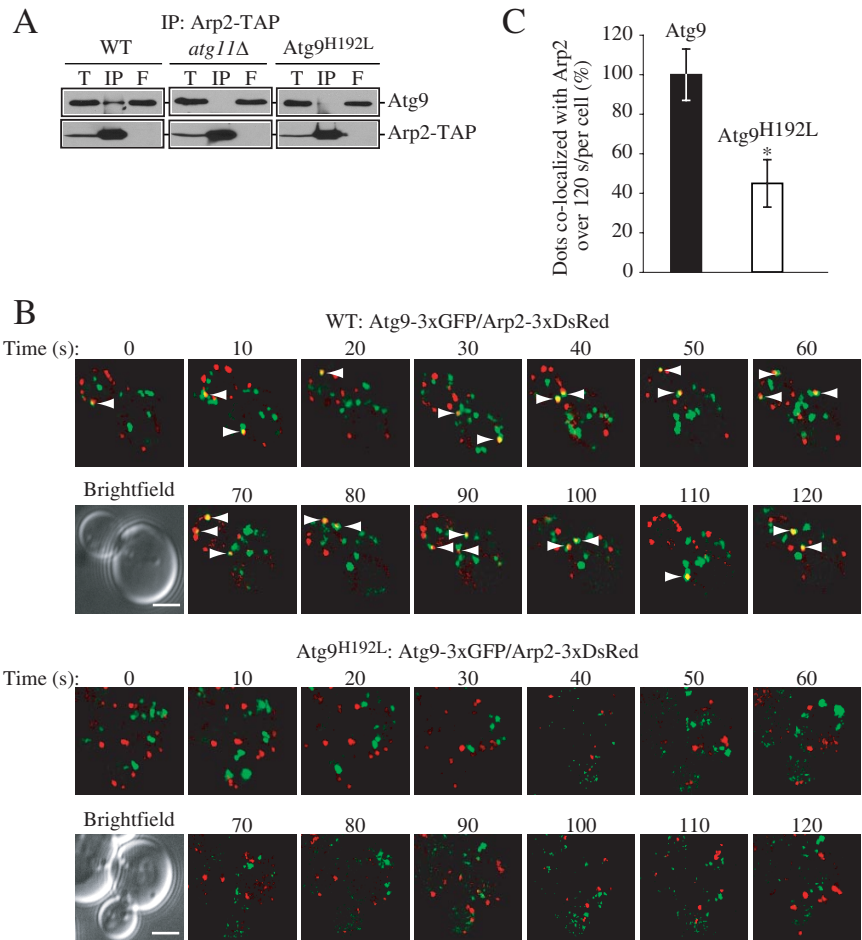 A
IP: Arp2-TAP
WT atg11Δ Atg9H192L
T IP F T IP F T IP F
Atg9
Arp2-TAP
C
Dots co-localized with Arp2
over 120 s/per cell (%)
120
100
80
60
40
20
0
Atg9
Atg9H192L
*
B
WT: Atg9-3xGFP/Arp2-3xDsRed
Time (s): 0 10 20 30 40 50 60
Brightfield 70 80 90 100 110 120
Atg9H192L: Atg9-3xGFP/Arp2-3xDsRed
Time (s): 0 10 20 30 40 50 60
Brightfield 70 80 90 100 110 120